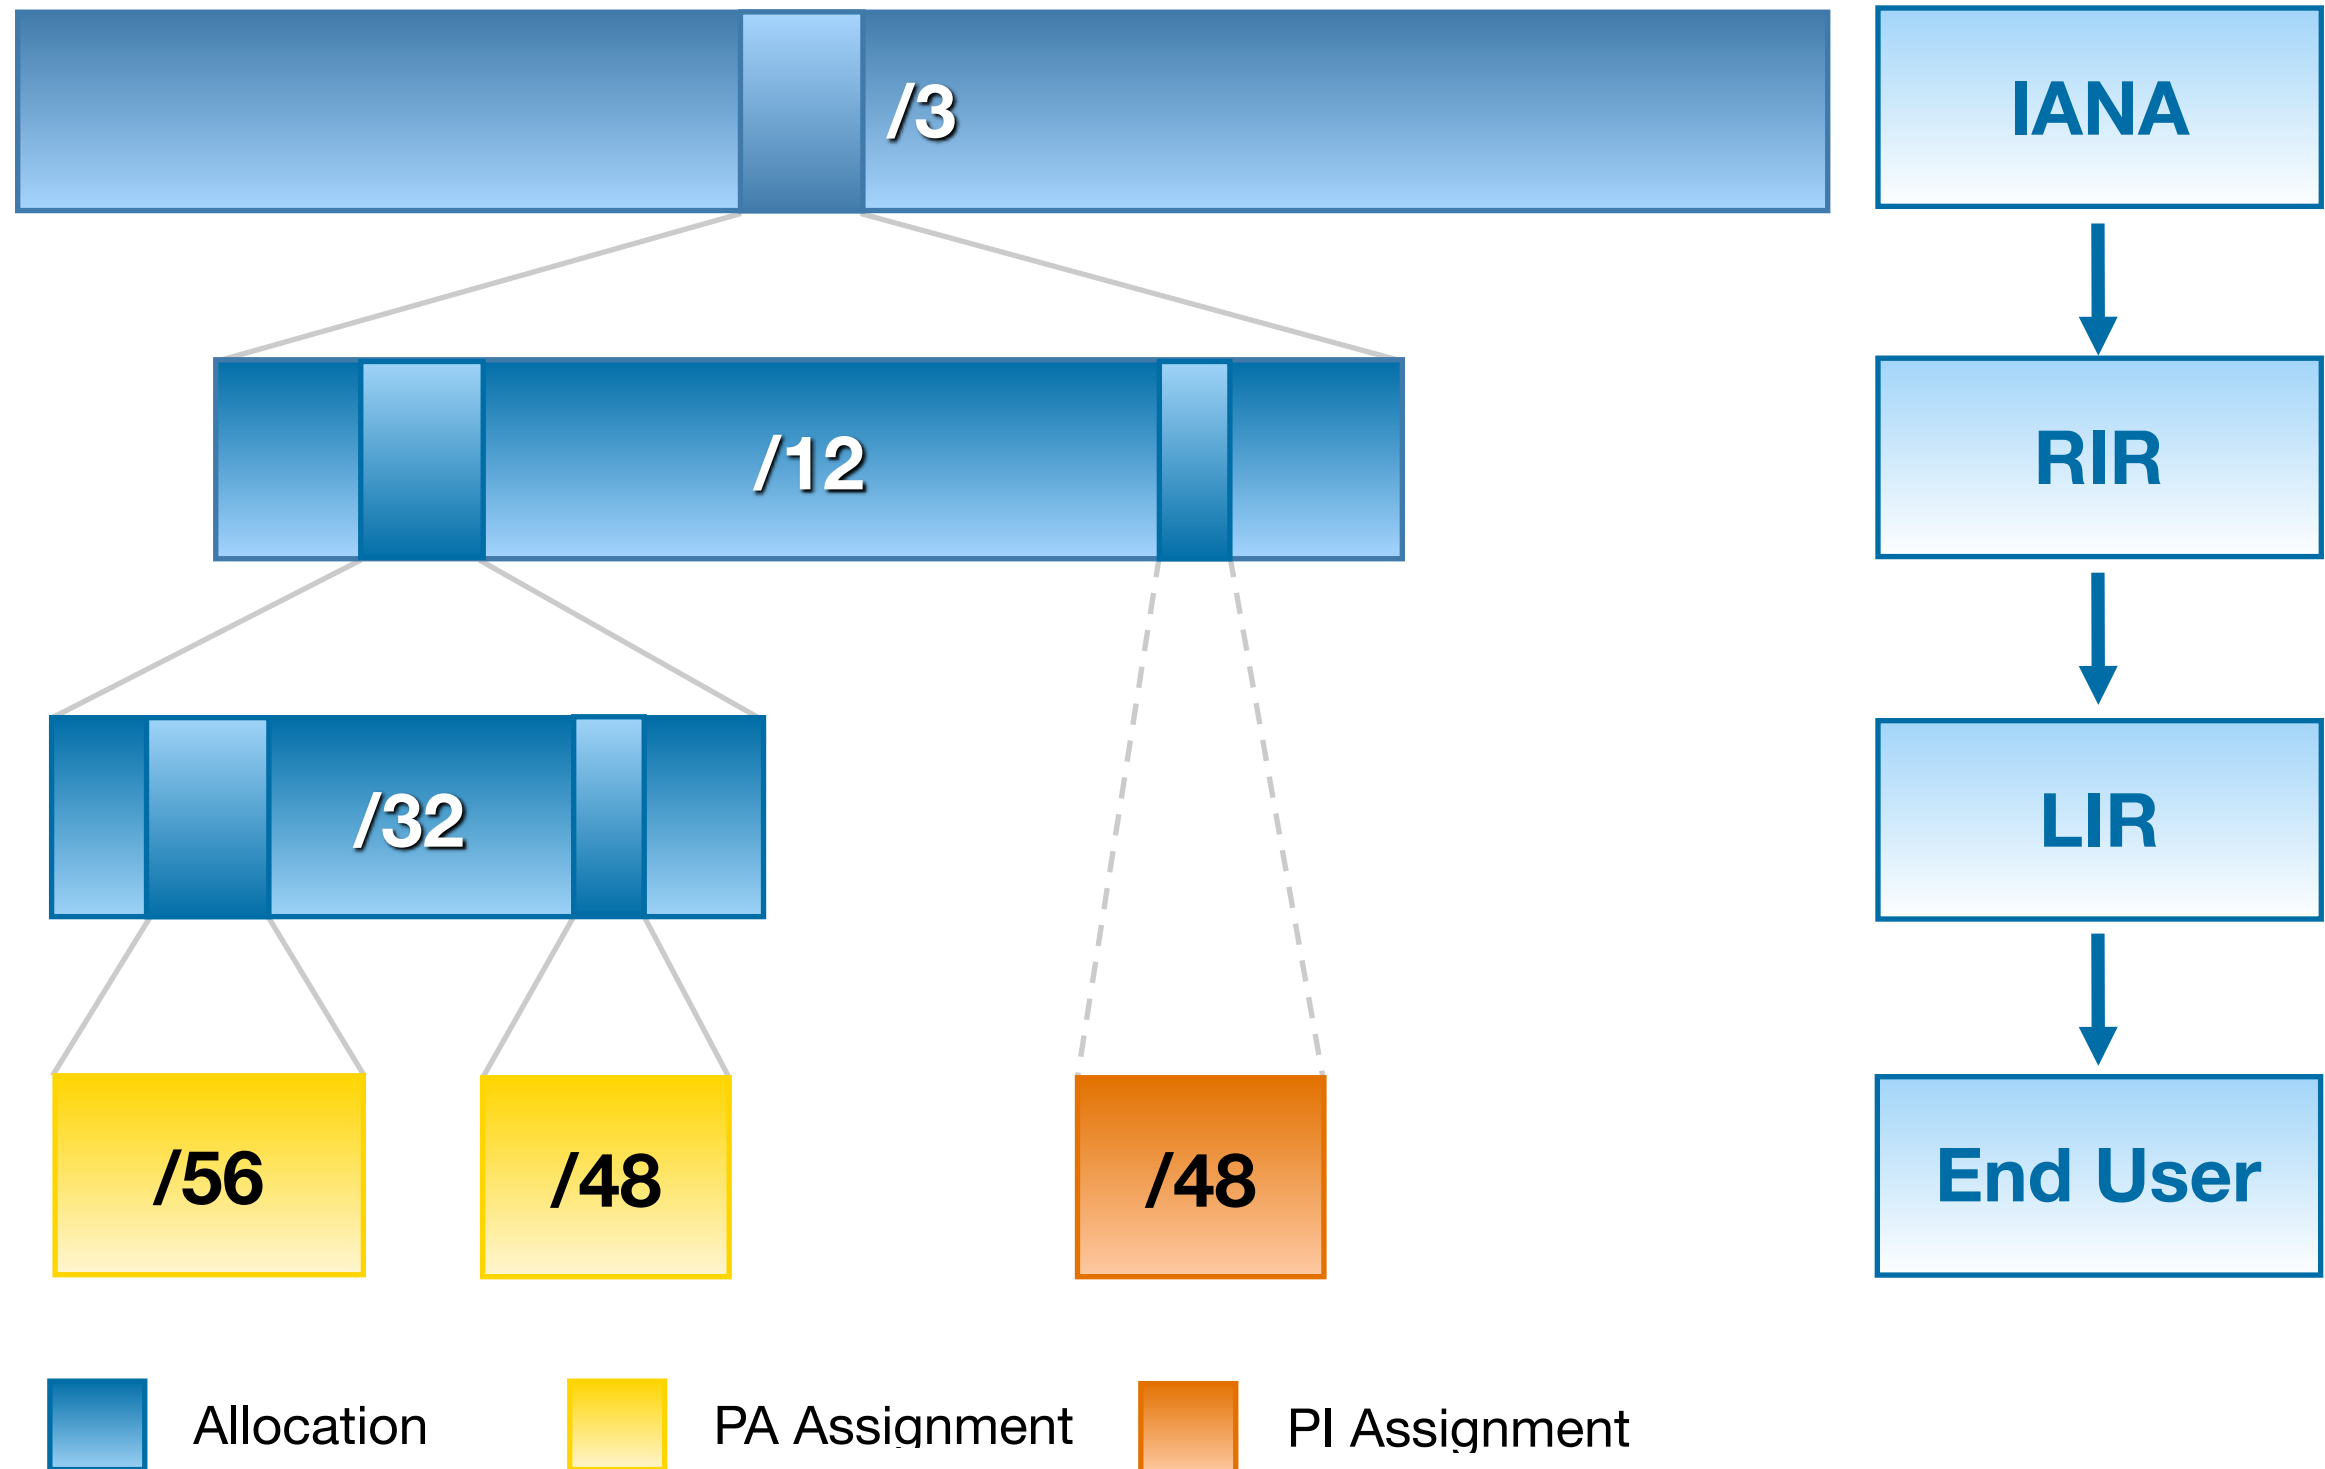 /3
IANA
/12
RIR
/32
LIR
/56
/48
/48
End User
Allocation
PA Assignment
PI Assignment